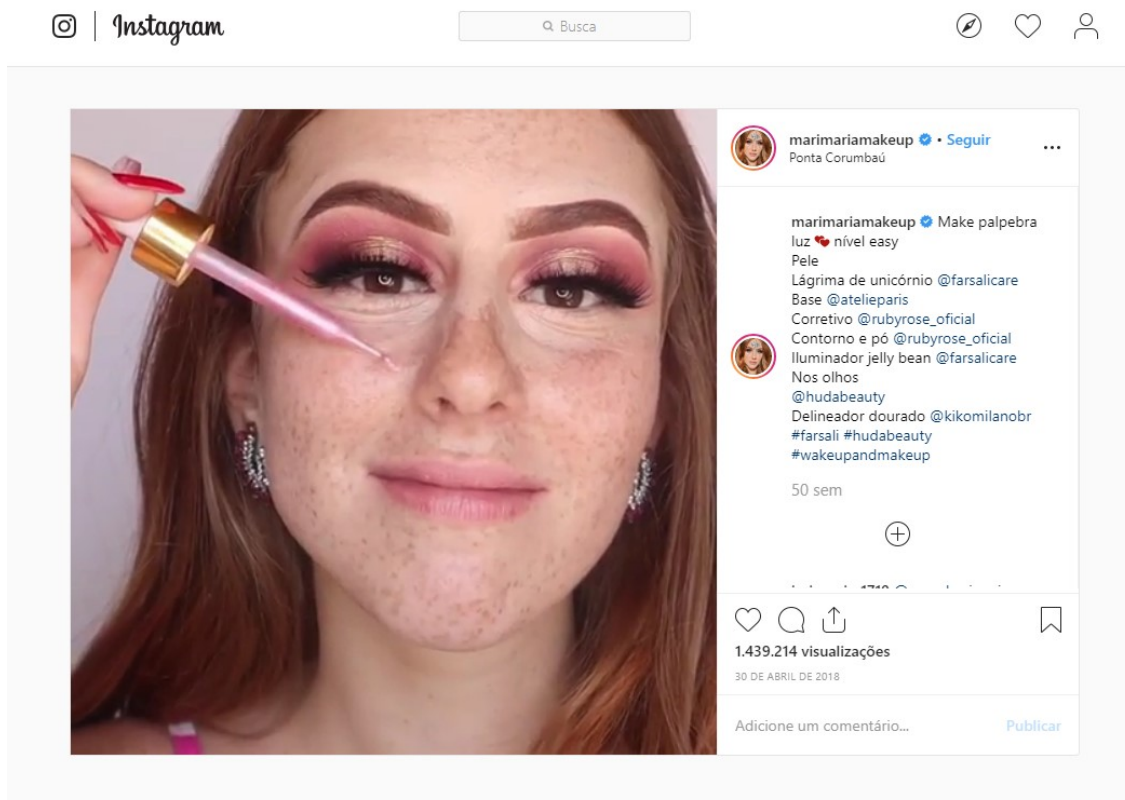 Instagram
Busca
marimariamakeup • Seguir
Ponta Corumbaú
marimariamakeup Make palpebra
luz 💕 nível easy
Pele
Lágrima de unicórnio @farsalicare
Base @atelieparis
Corretivo @rubyrose_oficial
Contorno e pó @rubyrose_oficial
Iluminador jelly bean @farsalicare
Nos olhos
@hudabeauty
Delineador dourado @kikomilanobr
#farsali #hudabeauty
#wakeupandmakeup
50 sem
1.439.214 visualizações
30 DE ABRIL DE 2018
Adicione um comentário...
Publicar